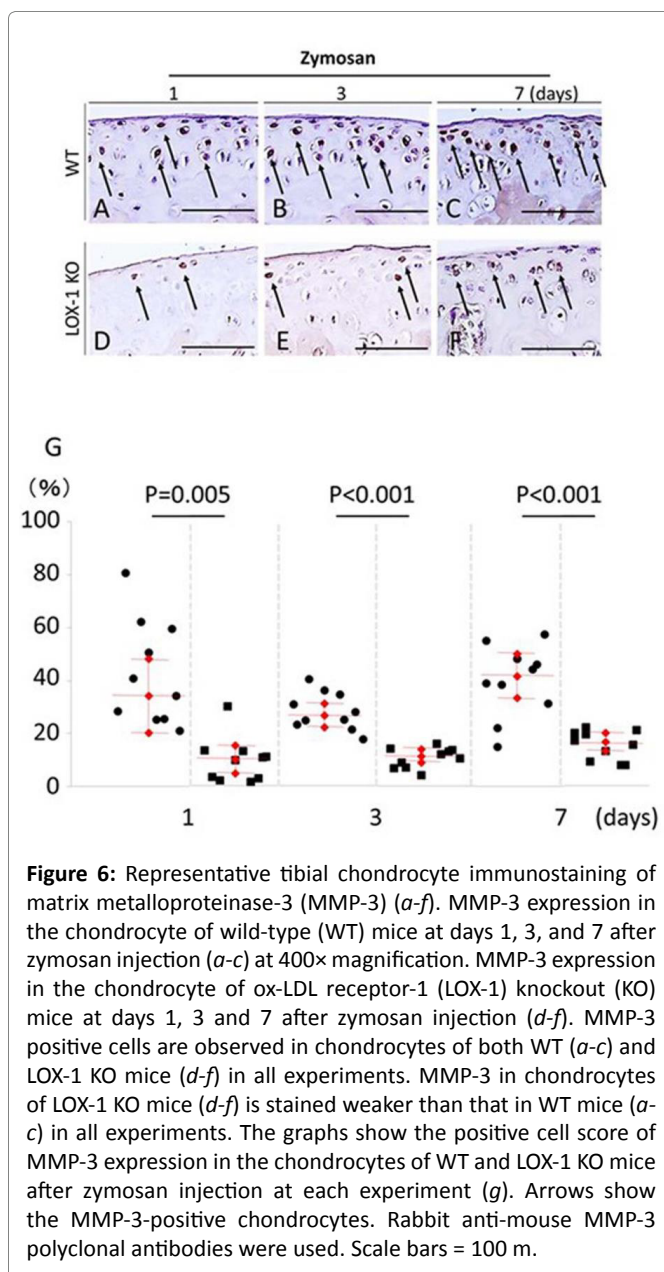 Zymosan
1 3 7 (days)
WT
A B C
LOX-1 KO
D E F
G
(%)
P=0.005 P<0.001 P<0.001
100
80
60
40
20
0
1 3 7 (days)
Figure 6: Representative tibial chondrocyte immunostaining of
matrix metalloproteinase-3 (MMP-3) (a-f). MMP-3 expression in
the chondrocyte of wild-type (WT) mice at days 1, 3, and 7 after
zymosan injection (a-c) at 400× magnification. MMP-3 expression
in the chondrocyte of ox-LDL receptor-1 (LOX-1) knockout (KO)
mice at days 1, 3 and 7 after zymosan injection (d-f). MMP-3
positive cells are observed in chondrocytes of both WT (a-c) and
LOX-1 KO mice (d-f) in all experiments. MMP-3 in chondrocytes
of LOX-1 KO mice (d-f) is stained weaker than that in WT mice (a-
c) in all experiments. The graphs show the positive cell score of
MMP-3 expression in the chondrocytes of WT and LOX-1 KO mice
after zymosan injection at each experiment (g). Arrows show
the MMP-3-positive chondrocytes. Rabbit anti-mouse MMP-3
polyclonal antibodies were used. Scale bars = 100 m.